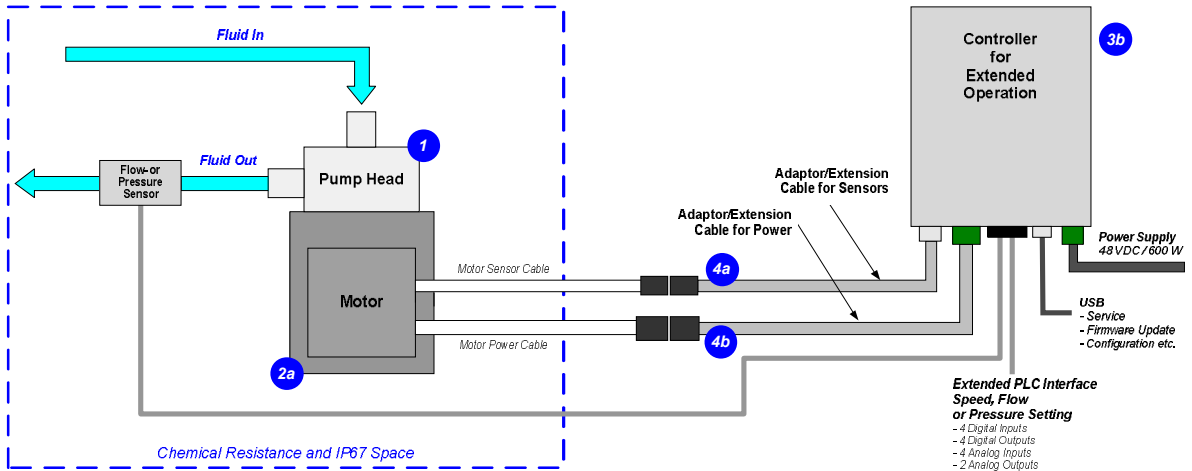 Fluid In
Controller
for
Extended
Operation
3b
1
Fluid Out
Flow-or
Pressure
Sensor
Pump Head
Adaptor/Extension
Cable for Sensors
Adaptor/Extension
Cable for Power
Power Supply
48 VDC / 600 W
Motor Sensor Cable
4a
Motor
USB
- Service
- Firmware Update
- Configuration etc.
Motor Power Cable
4b
2a
Extended PLC Interface
Speed, Flow
or Pressure Setting
- 4 Digital Inputs
- 4 Digital Outputs
- 4 Analog Inputs
- 2 Analog Outputs
Chemical Resistance and IP67 Space